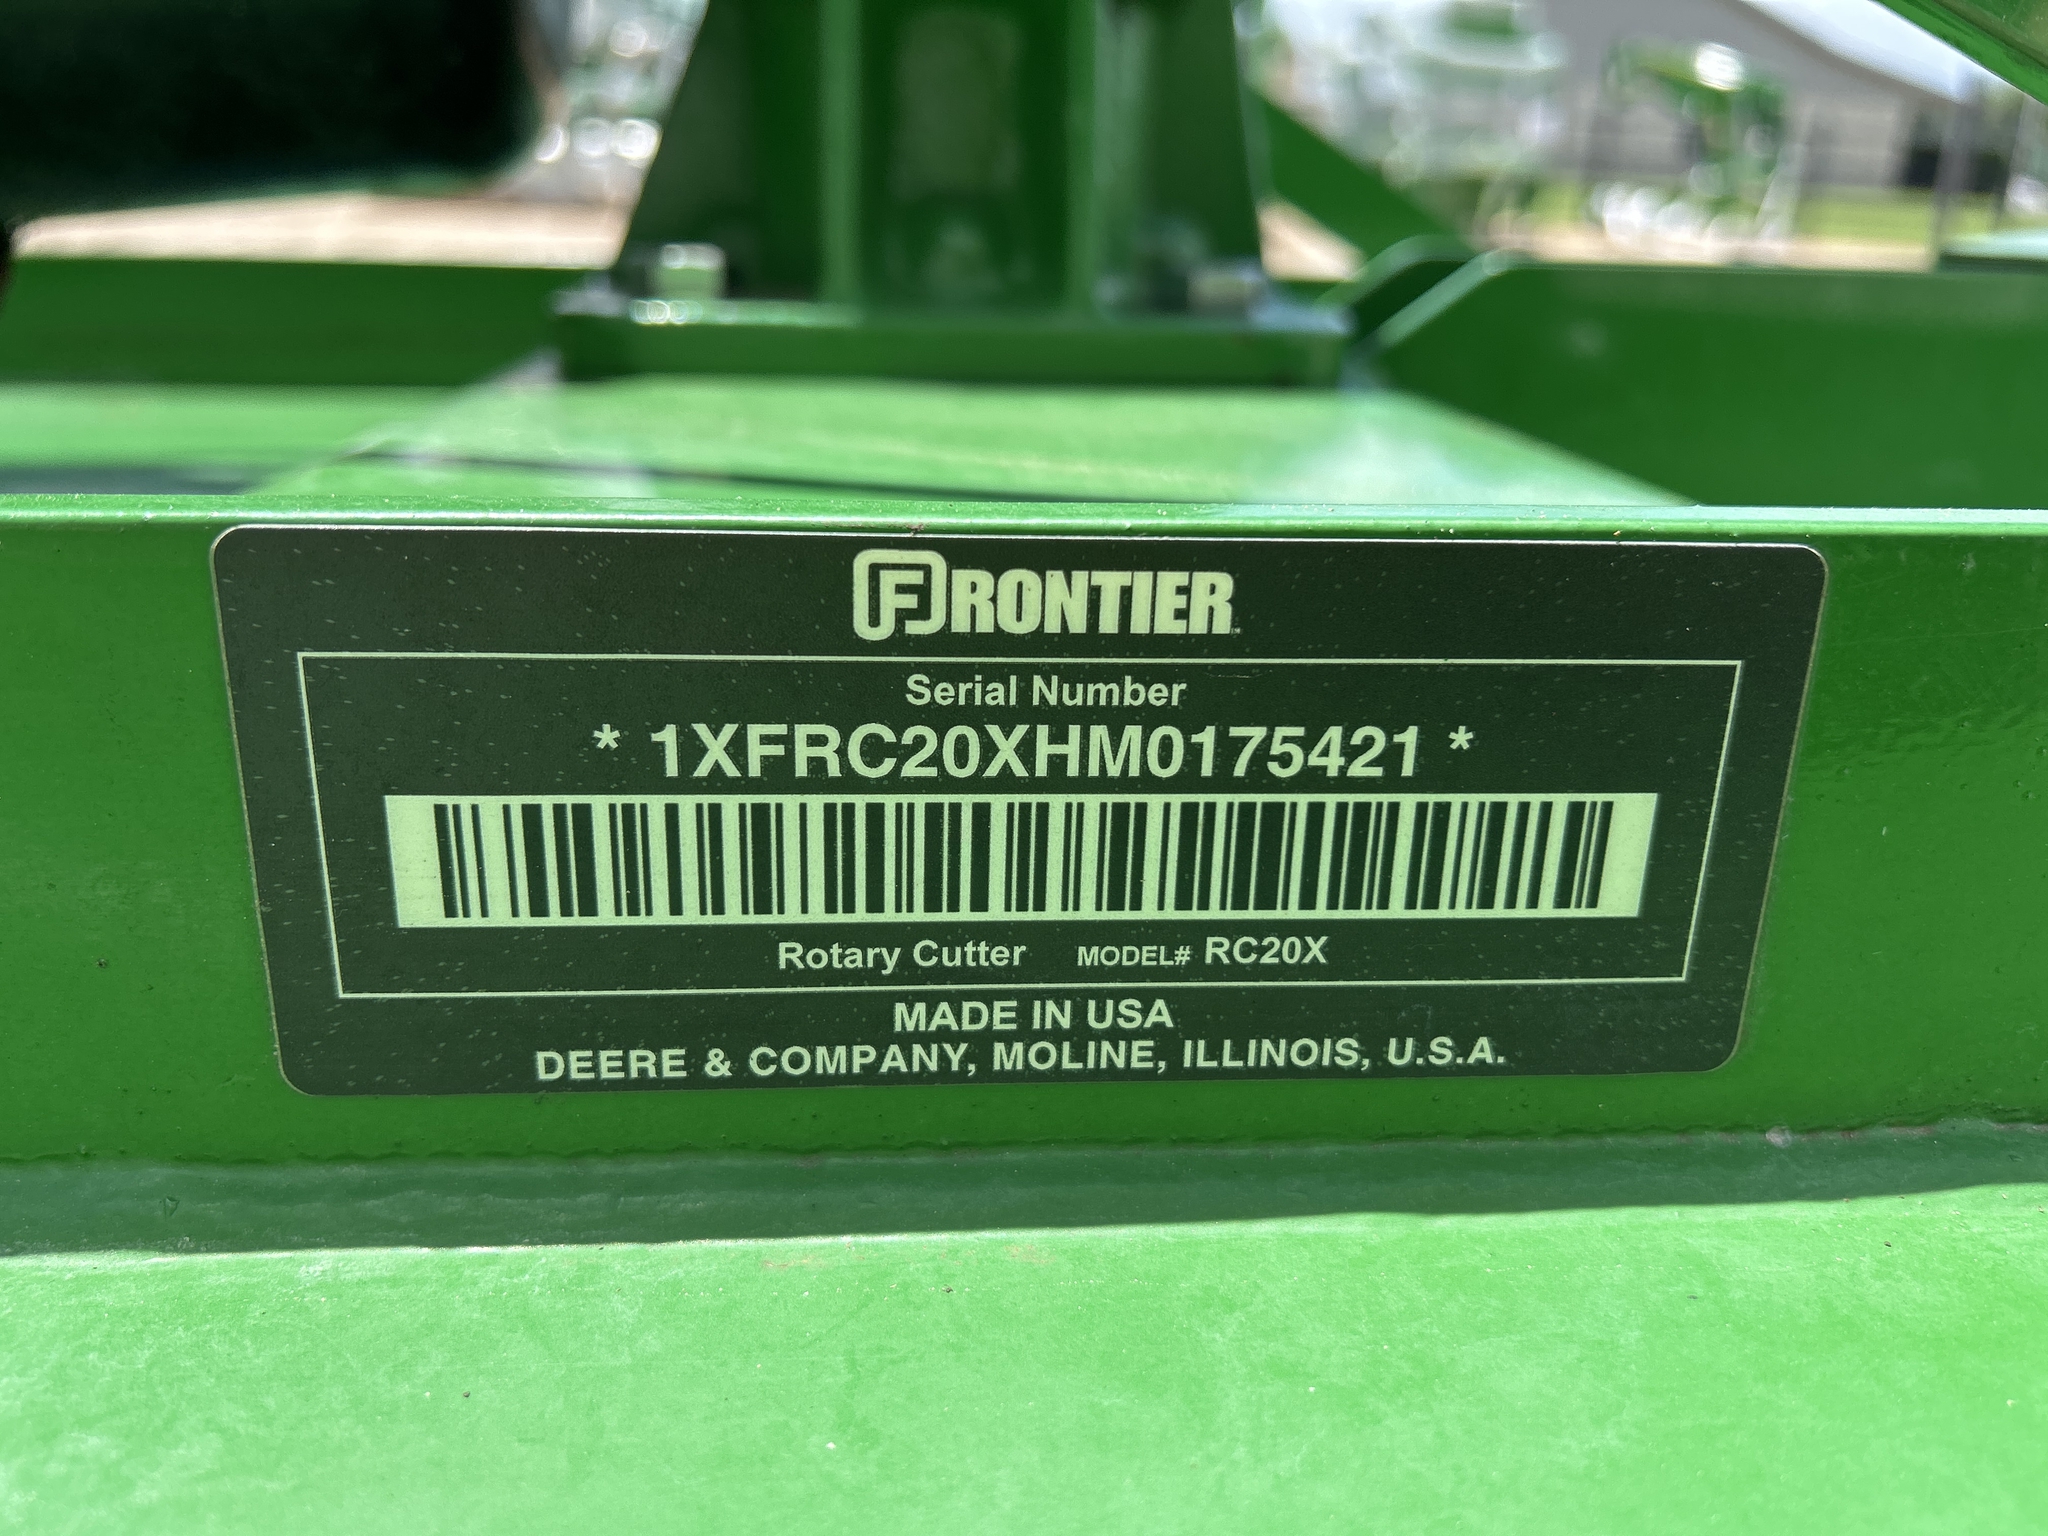 FRONTIER
Serial Number
* 1XFRC20XHM0175421 *
Rotary Cutter MODEL# RC20X
MADE IN USA
DEERE & COMPANY, MOLINE, ILLINOIS, U.S.A.